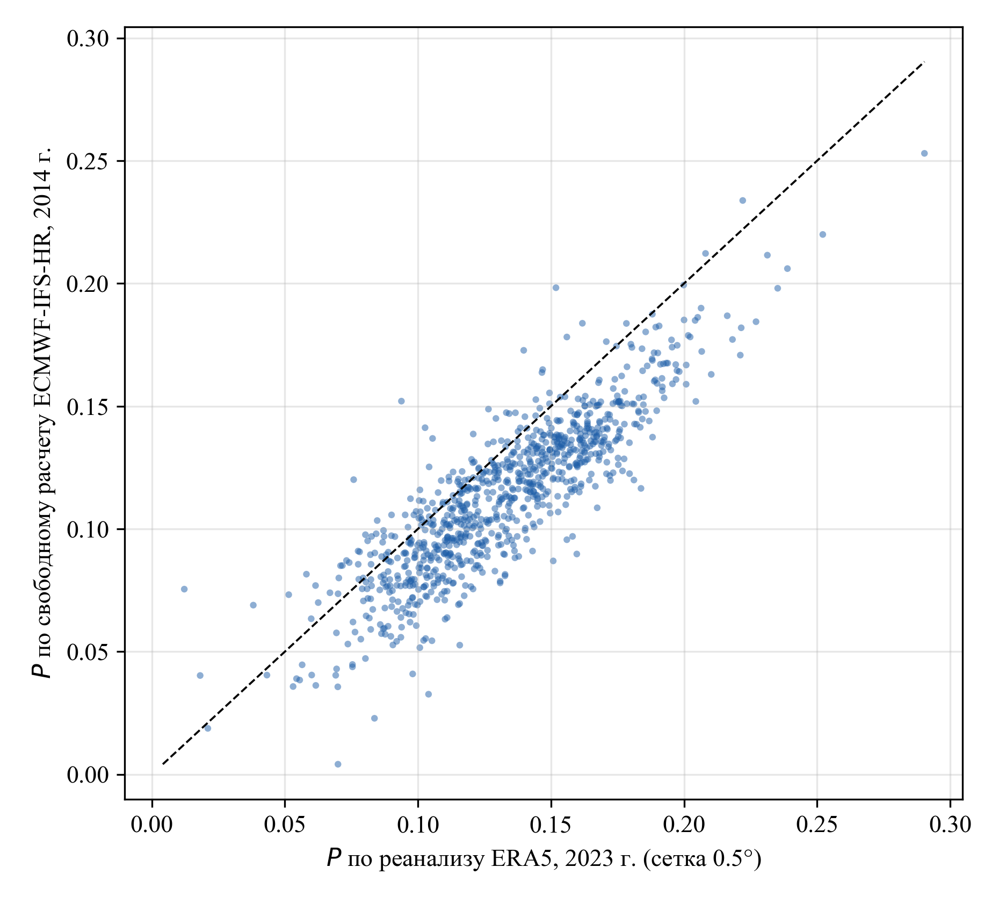 0.30
0.25
0.20
0.15
0.10
0.05
0.00
P по свободному расчету ECMWF-IFS-HR, 2014 г.
0.00 0.05 0.10 0.15 0.20 0.25 0.30
P по реанализу ERA5, 2023 г. (сетка 0.5°)